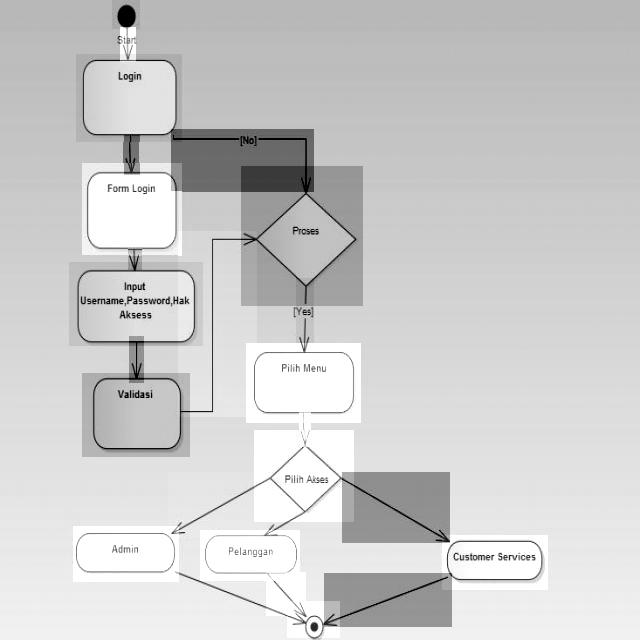 Start
Login
[No]
Form Login
Proses
Input
Username,Password,Hak
Aksess
[Yes]
Pilih Menu
Validasi
Pilih Akses
Admin
Pelanggan
Customer Services